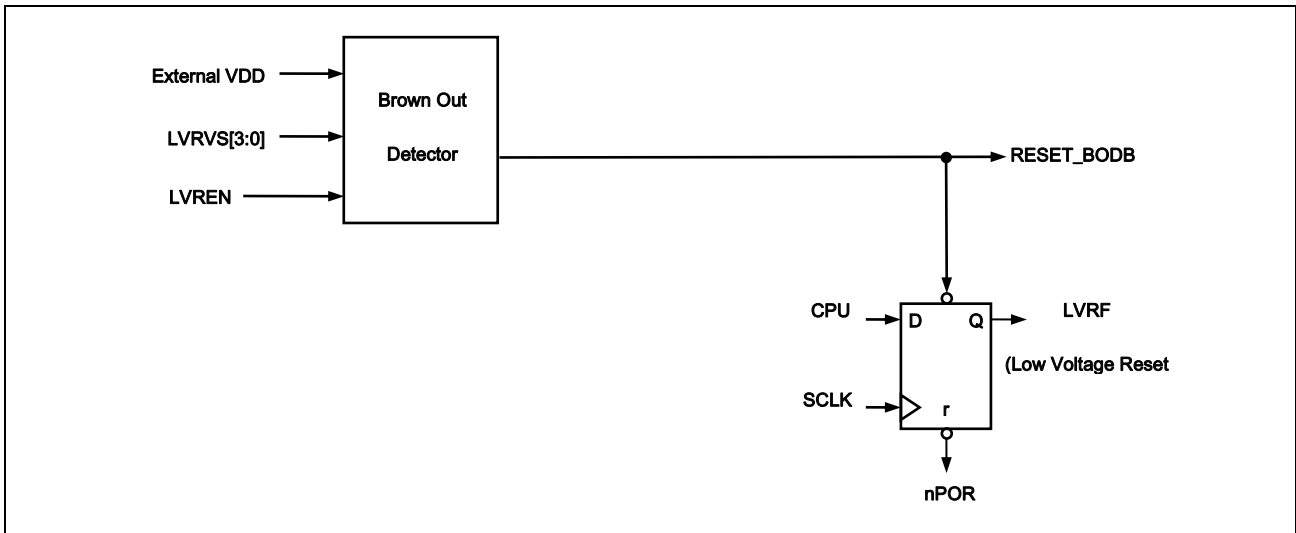 External VDD
LVRVS[3:0]
LVREN
Brown Out
Detector
RESET_BODB
CPU
SCLK
D
Q
r
LVRF
(Low Voltage Reset
nPOR